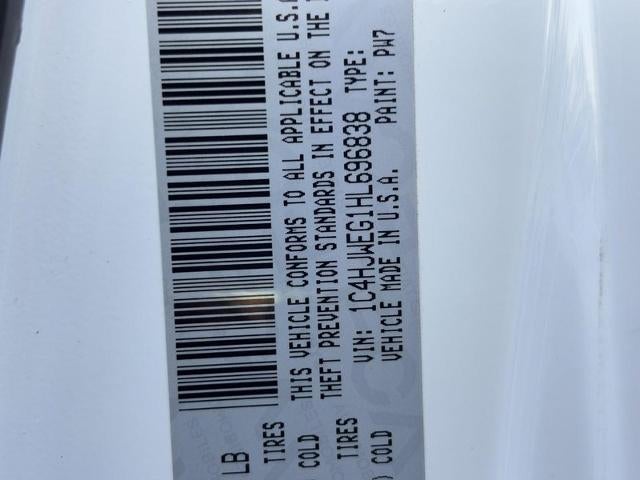 LB
TIRES
COLD
THIS VEHICLE CONFORMS TO ALL APPLICABLE U.S.A
THEFT PREVENTION STANDARDS IN EFFECT ON THE
VIN: 1C4HJWEG1HL696838 TYPE:
VEHICLE MADE IN U.S.A. PAINT: PW7
TIRES
) COLD